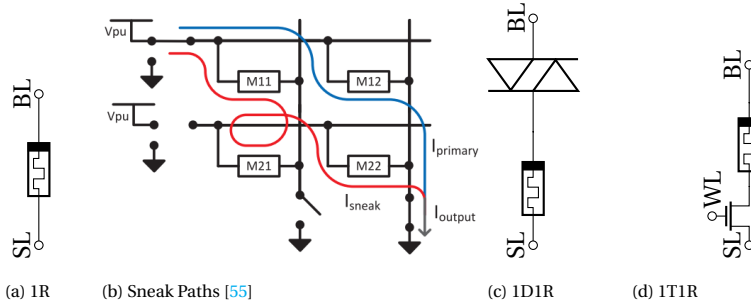 BL
SL
(a) 1R
Vpu
M11
M12
Vpu
M21
M22
Iprimary
Isneak
Ioutput
(b) Sneak Paths [55]
BL
SL
(c) 1D1R
BL
WL
SL
(d) 1T1R